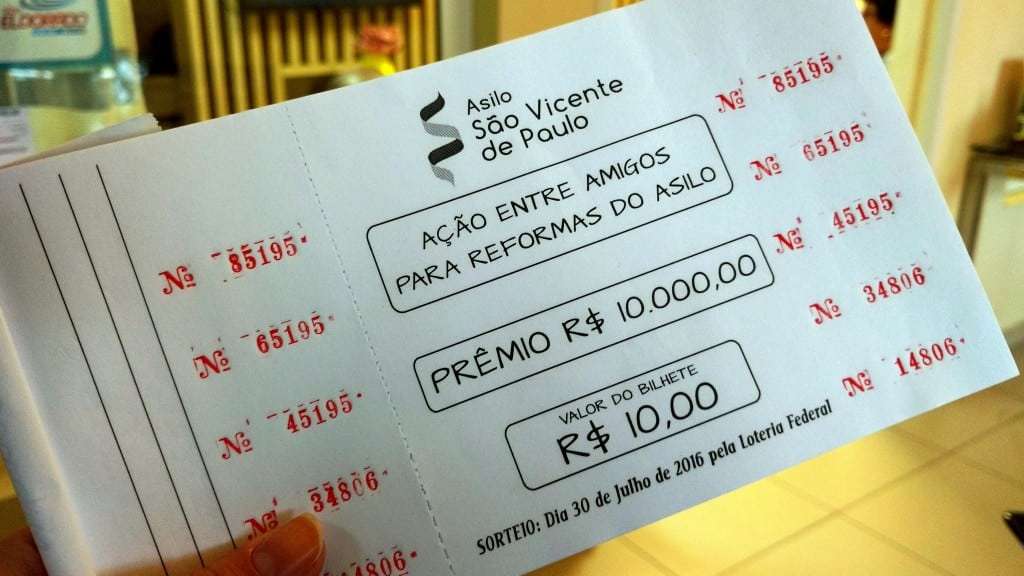 ELDORADO
Asilo
São Vicente
de Paulo
AÇÃO ENTRE AMIGOS
PARA REFORMAS DO ASILO
PRÊMIO R$ 10.000,00
VALOR DO BILHETE
R$ 10,00
SORTEIO: Dia 30 de Julho de 2016 pela Loteria Federal
Nº 85195
Nº 65195
Nº 45195
Nº 34806
Nº 14806
Nº 85195
Nº 65195
Nº 45195
Nº 34806
14806